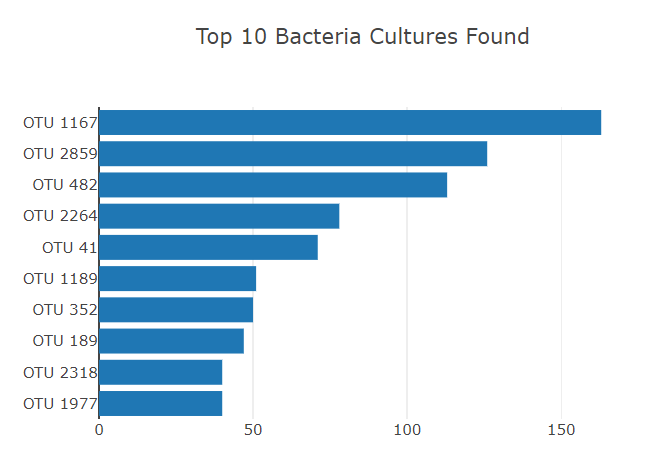 Top 10 Bacteria Cultures Found
OTU 1167
OTU 2859
OTU 482
OTU 2264
OTU 41
OTU 1189
OTU 352
OTU 189
OTU 2318
OTU 1977
0 50 100 150